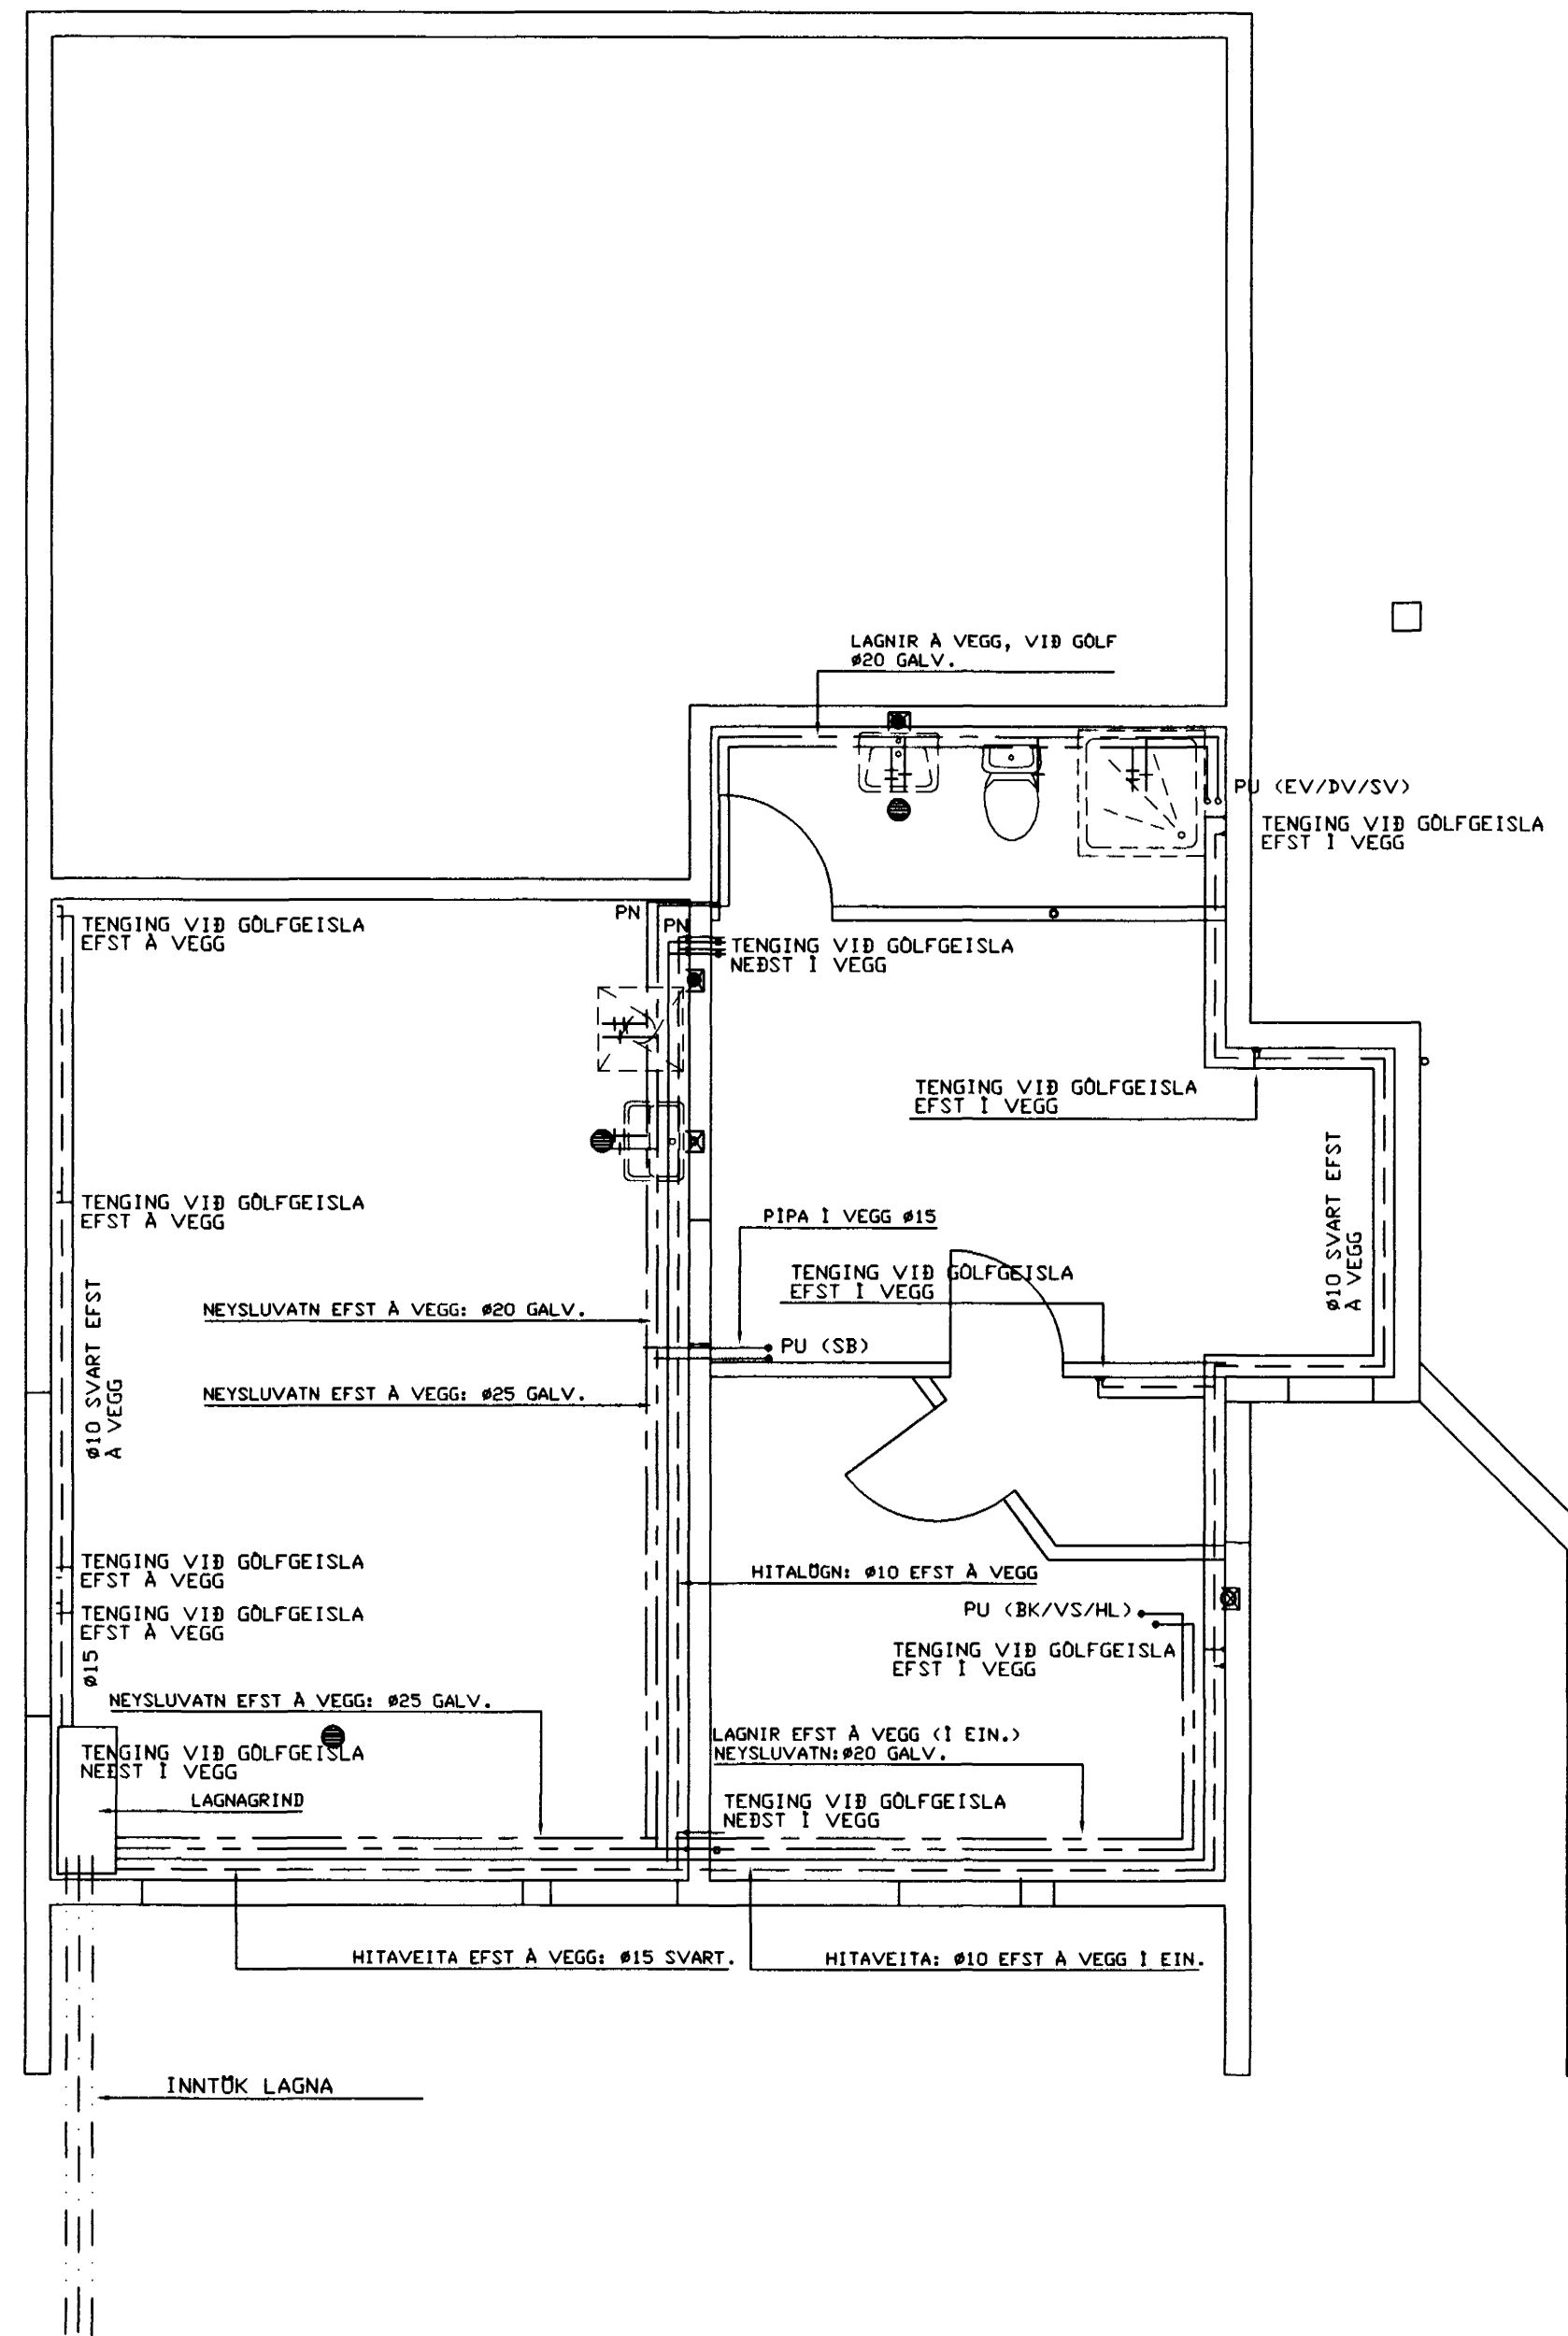 LAGNIR Á VEGG, VIÐ GÓLF
ø20 GALV.
PU (EV/DV/SV)
TENGING VIÐ GÓLFGEISLA
EFST Í VEGG
PN
TENGING VIÐ GÓLFGEISLA
EFST Á VEGG
PN
TENGING VIÐ GÓLFGEISLA
NEÐST Í VEGG
TENGING VIÐ GÓLFGEISLA
EFST Í VEGG
TENGING VIÐ GÓLFGEISLA
EFST Á VEGG
ø10 SVART EFST
Á VEGG
PÍPA Í VEGG ø15
TENGING VIÐ GÓLFGEISLA
EFST Í VEGG
ø10 SVART EFST
Á VEGG
NEYSLUVATN EFST Á VEGG: ø20 GALV.
PU (SB)
NEYSLUVATN EFST Á VEGG: ø25 GALV.
TENGING VIÐ GÓLFGEISLA
EFST Á VEGG
HITALÖGN: ø10 EFST Á VEGG
TENGING VIÐ GÓLFGEISLA
EFST Á VEGG
PU (BK/VS/HL)
TENGING VIÐ GÓLFGEISLA
EFST Í VEGG
ø15
NEYSLUVATN EFST Á VEGG: ø25 GALV.
LAGNIR EFST Á VEGG (Í EIN.)
NEYSLUVATN:ø20 GALV.
TENGING VIÐ GÓLFGEISLA
NEÐST Í VEGG
LAGNAGRIND
TENGING VIÐ GÓLFGEISLA
NEÐST Í VEGG
HITAVEITA EFST Á VEGG: ø15 SVART.
HITAVEITA: ø10 EFST Á VEGG Í EIN.
INNTÖK LAGNA